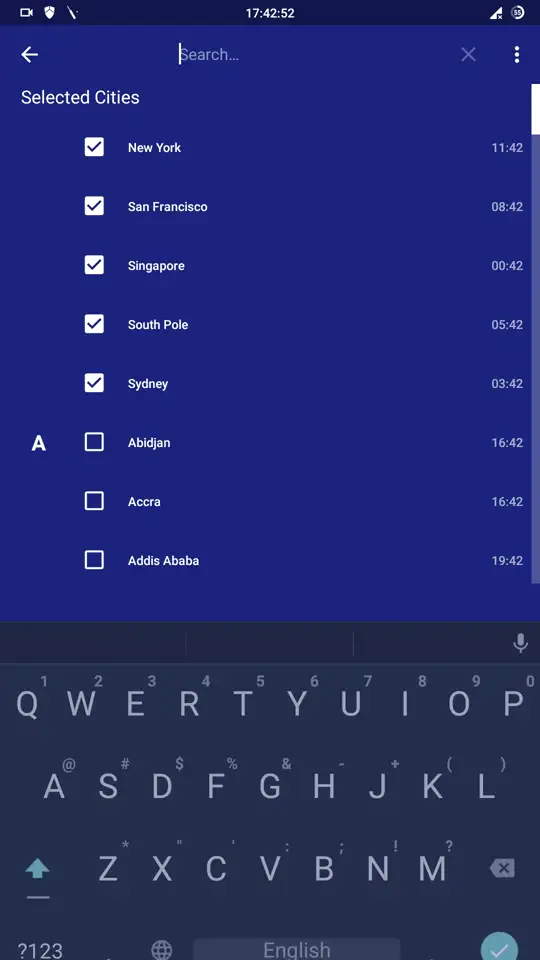 17:42:52
55
Search...
Selected Cities
New York 11:42
San Francisco 08:42
Singapore 00:42
South Pole 05:42
Sydney 03:42
A Abidjan 16:42
Accra 16:42
Addis Ababa 19:42
1 2 3 4 5 6 7 8 9 0
Q W E R T Y U I O P
@ # $ % & - + ( )
A S D F G H J K L
* " ' : ; ! ?
Z X C V B N M
?123 English